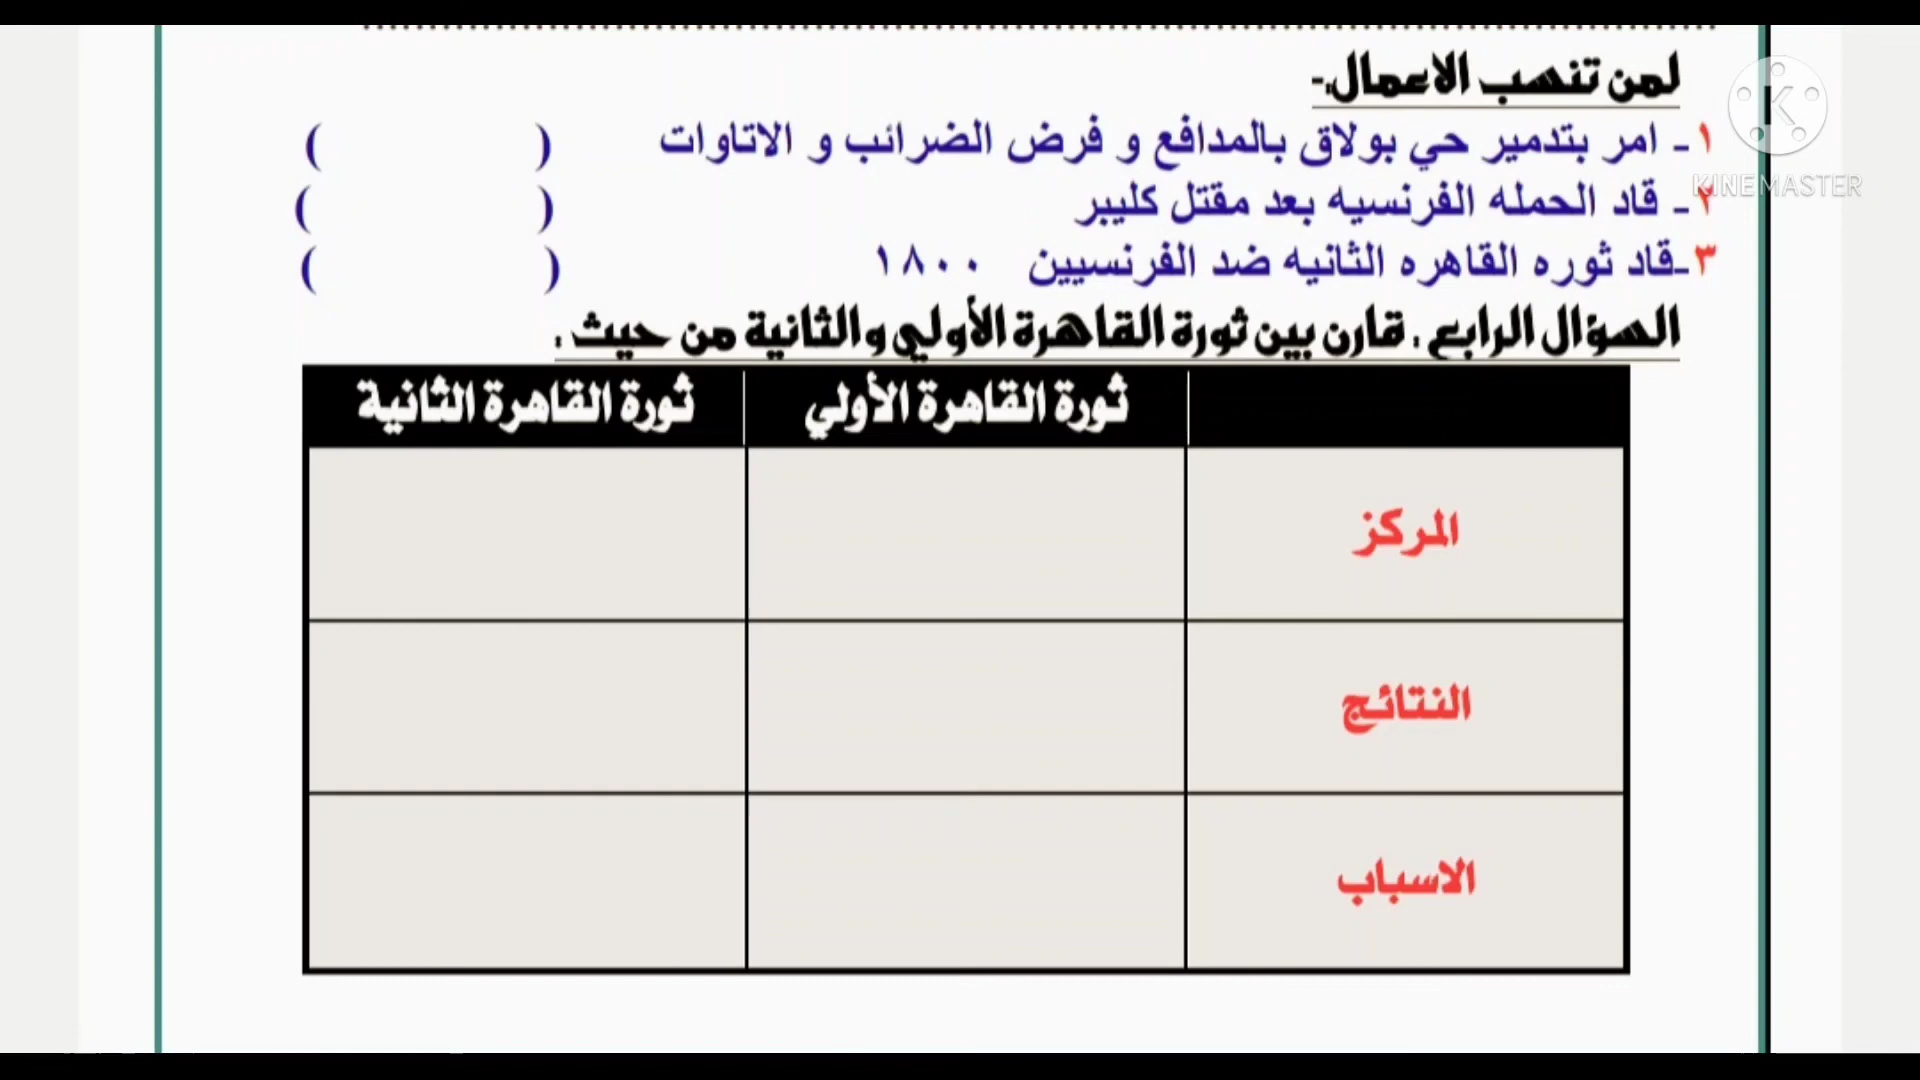 لمن تنسب الاعمال:-
١- امر بتدمير حي بولاق بالمدافع و فرض الضرائب و الاتاوات ( )
٢- قاد الحمله الفرنسيه بعد مقتل كليبر ( )
٣- قاد ثوره القاهره الثانيه ضد الفرنسيين ١٨٠٠ ( )
KINEMASTER
السؤال الرابع : قارن بين ثورة القاهرة الأولي والثانية من حيث :
ثورة القاهرة الأولي ثورة القاهرة الثانية
المركز
النتائج
الاسباب